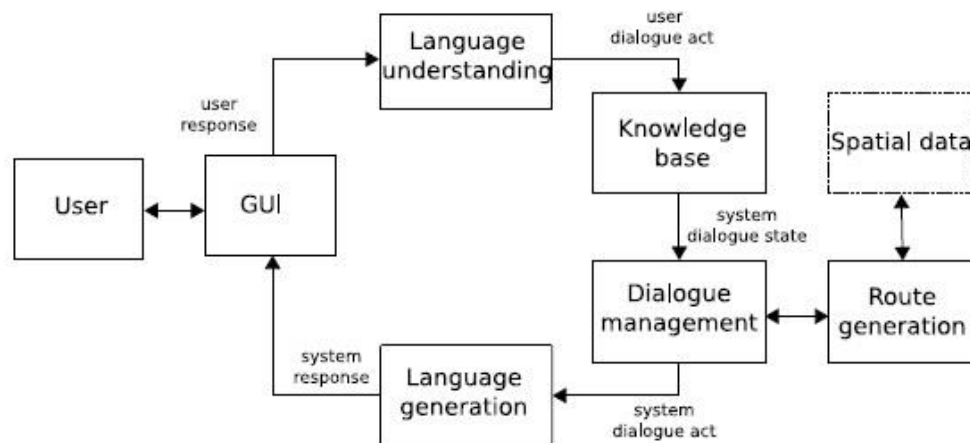 Language
understanding
user
dialogue act
user
response
Knowledge
base
Spatial data
User
GUI
system
dialogue state
Dialogue
management
Route
generation
system
response
Language
generation
system
dialogue act